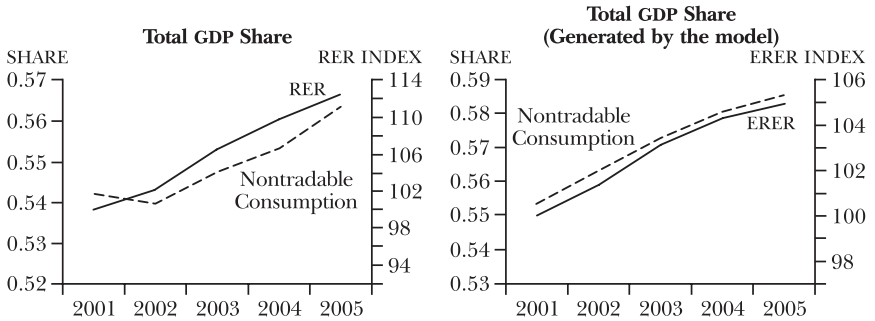 Total GDP Share
SHARE
RER INDEX
0.57
0.56
0.55
0.54
0.53
0.52
114
110
106
102
98
94
RER
Nontradable
Consumption
2001 2002 2003 2004 2005
Total GDP Share
(Generated by the model)
SHARE
ERER INDEX
0.59
0.58
0.57
0.56
0.55
0.54
0.53
106
104
102
100
98
Nontradable
Consumption
ERER
2001 2002 2003 2004 2005